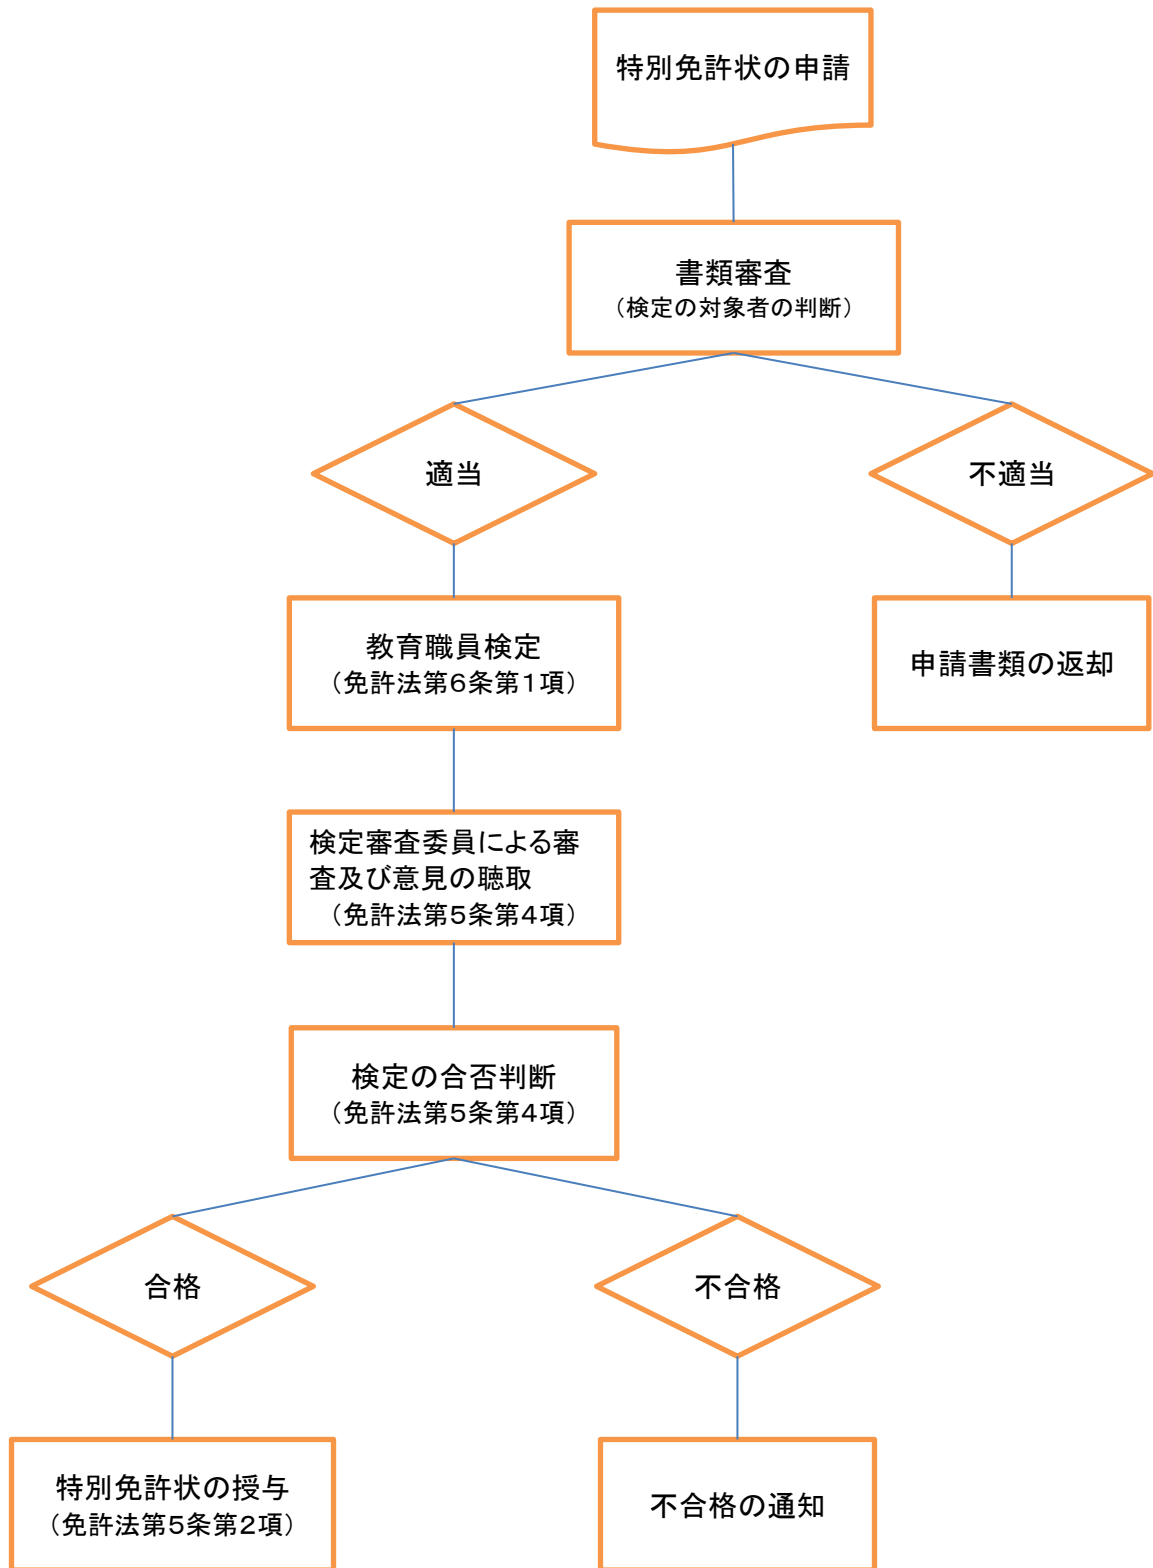 特別免許状の申請
書類審査
（検定の対象者の判断）
適当
不適当
教育職員検定
（免許法第６条第１項）
申請書類の返却
検定審査委員による審
査及び意見の聴取
（免許法第５条第４項）
検定の合否判断
（免許法第５条第４項）
合格
不合格
特別免許状の授与
（免許法第５条第２項）
不合格の通知